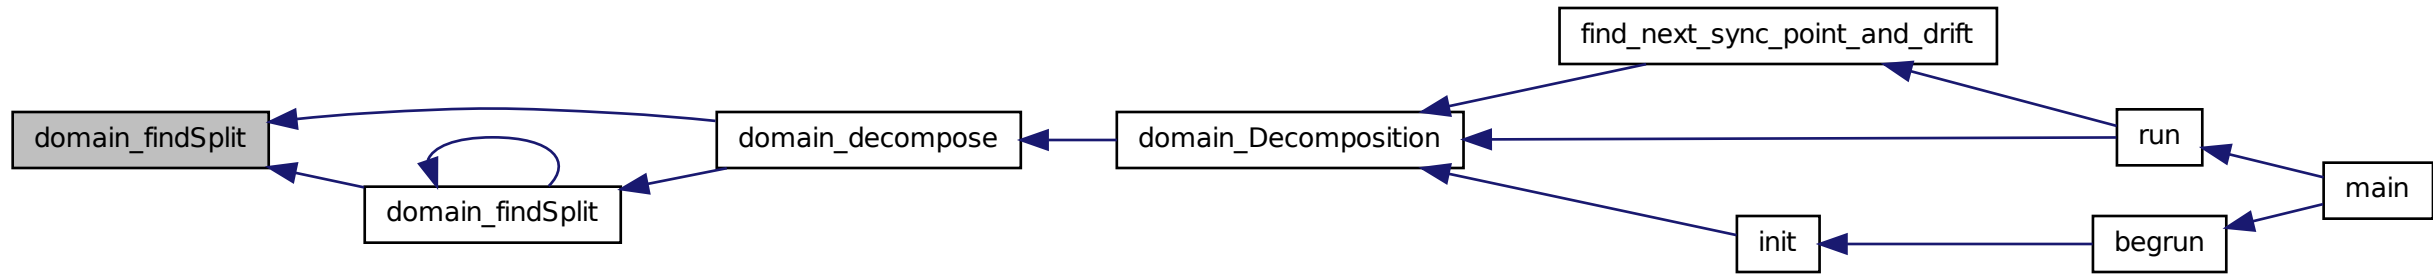 find_next_sync_point_and_drift
domain_findSplit
domain_decompose
domain_Decomposition
run
main
domain_findSplit
init
begrun